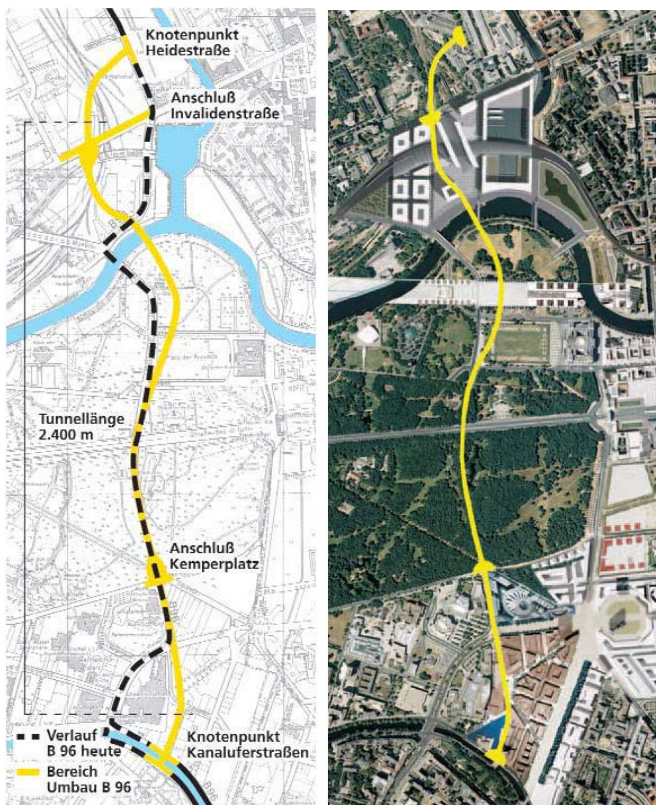 Knotenpunkt
Heidestraße
Anschluß
Invalidenstraße
Tunnellänge
2.400 m
Anschluß
Kemperplatz
Knotenpunkt
Kanaluferstraßen
Verlauf
B 96 heute
Bereich
Umbau B 96